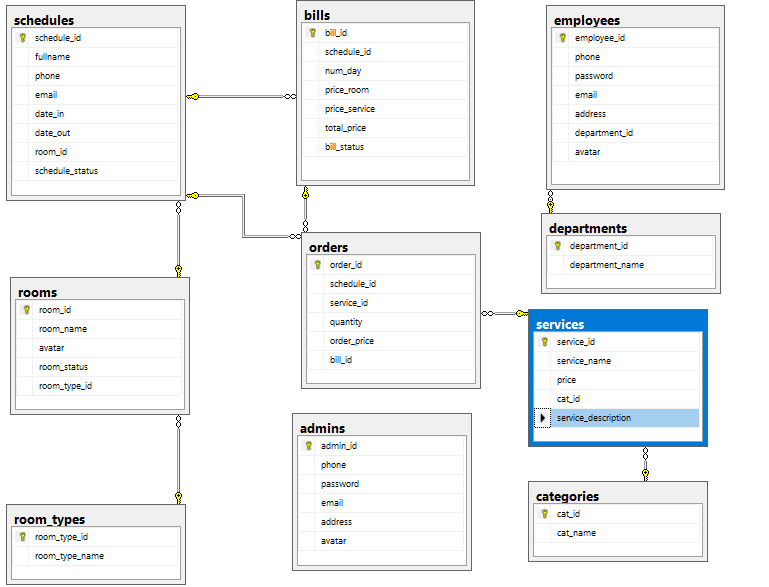 schedules
schedule_id
fullname
phone
email
date_in
date_out
room_id
schedule_status
bills
bill_id
schedule_id
num_day
price_room
price_service
total_price
bill_status
employees
employee_id
phone
password
email
address
department_id
avatar
departments
department_id
department_name
orders
order_id
schedule_id
service_id
quantity
order_price
bill_id
rooms
room_id
room_name
avatar
room_status
room_type_id
services
service_id
service_name
price
cat_id
service_description
admins
admin_id
phone
password
email
address
avatar
categories
cat_id
cat_name
room_types
room_type_id
room_type_name